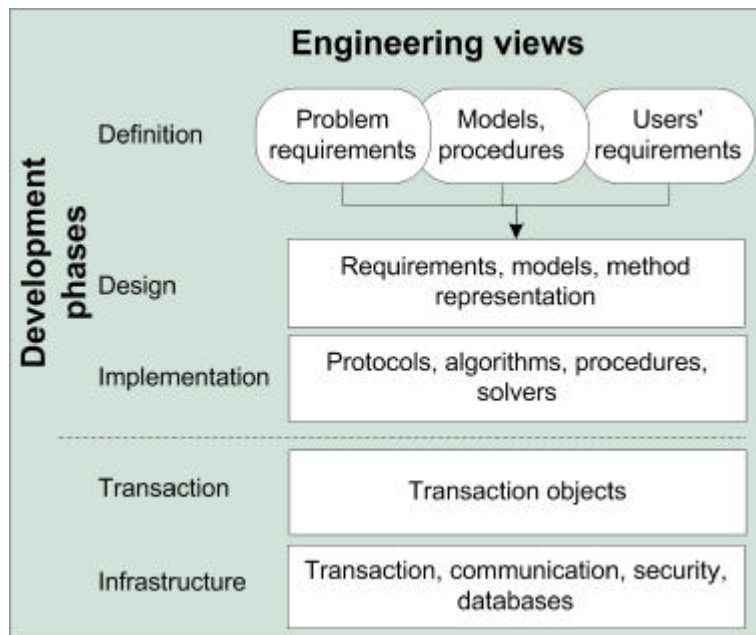 Engineering views
Development
phases
Definition
Problem
requirements
Models,
procedures
Users'
requirements
Design
Requirements, models, method
representation
Implementation
Protocols, algorithms, procedures,
solvers
Transaction
Transaction objects
Infrastructure
Transaction, communication, security,
databases